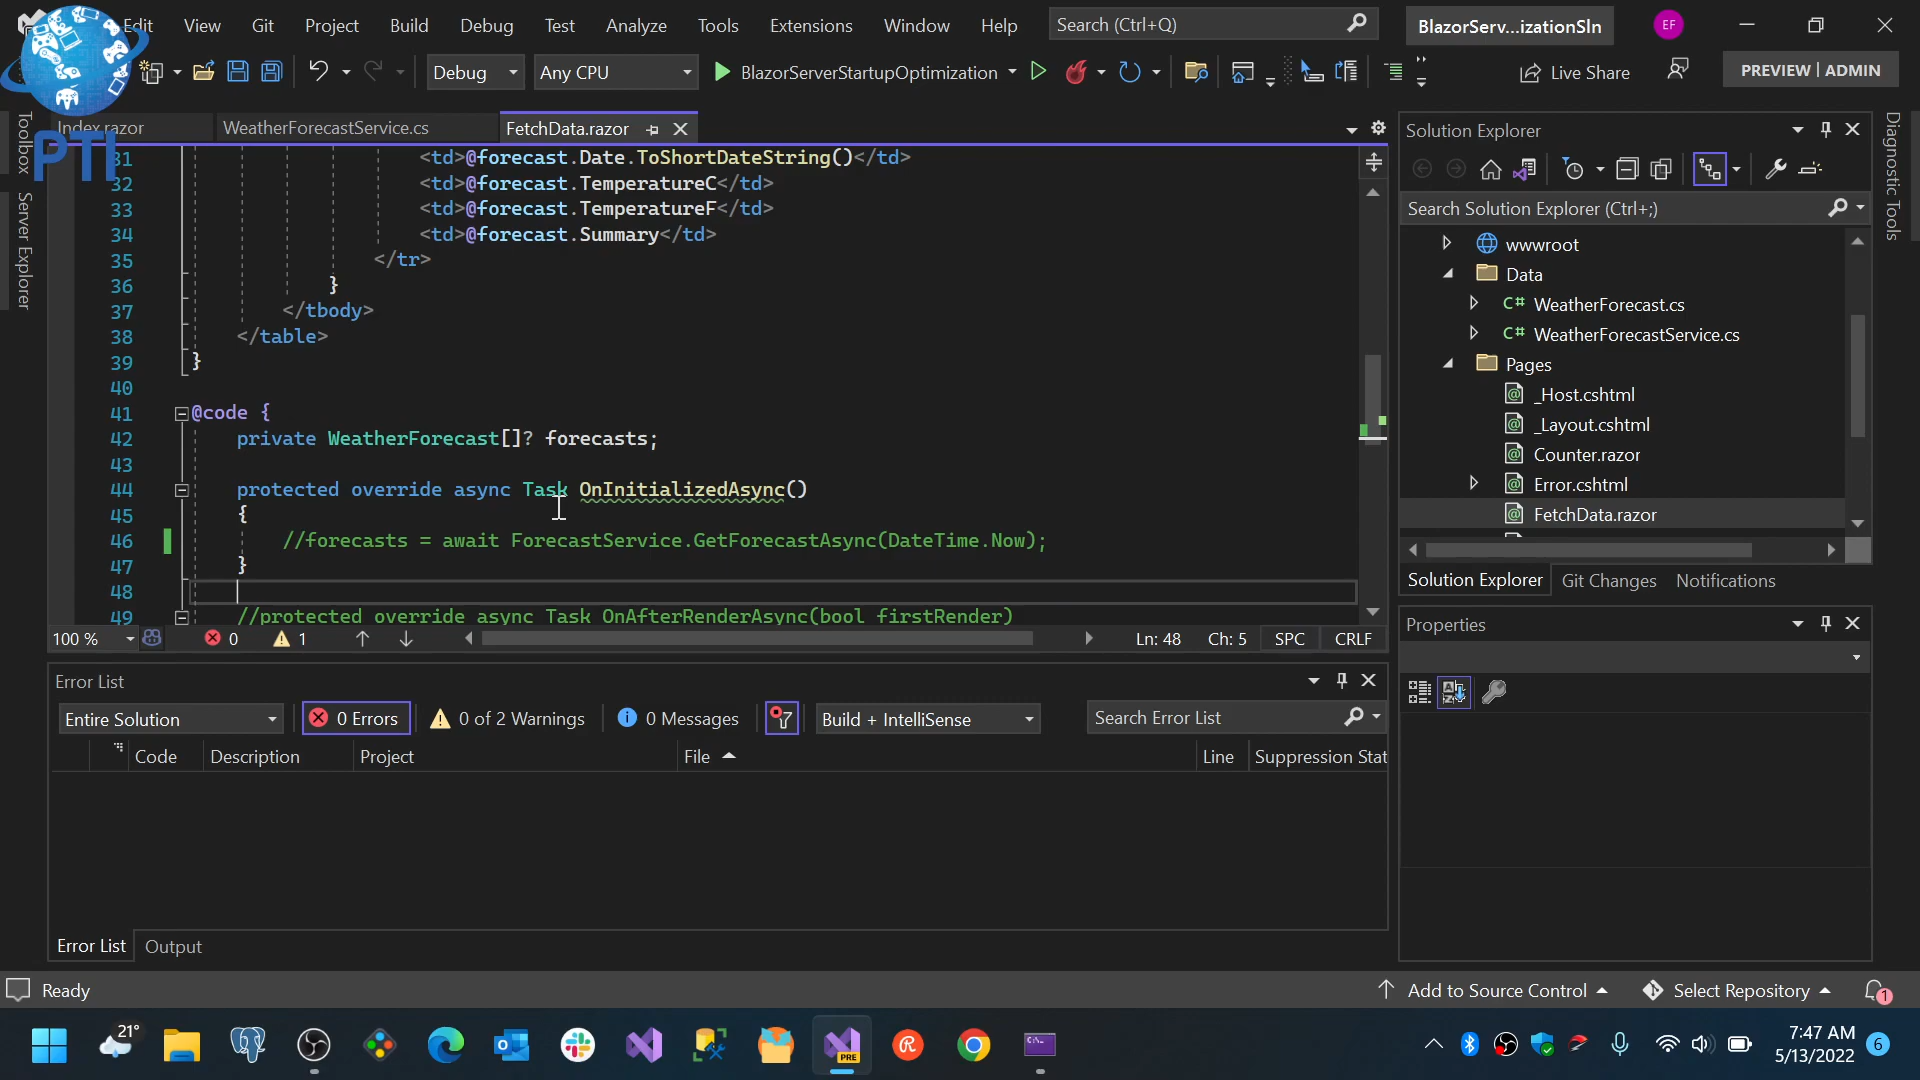 Edit View Git Project Build Debug Test Analyze Tools Extensions Window Help Search (Ctrl+Q) BlazorServ...izationSln EF
Debug Any CPU BlazorServerStartupOptimization Live Share PREVIEW | ADMIN
PTI
Toolbox
Server Explorer
Index.razor WeatherForecastService.cs FetchData.razor
31 <td>@forecast.Date.ToShortDateString()</td>
32 <td>@forecast.TemperatureC</td>
33 <td>@forecast.TemperatureF</td>
34 <td>@forecast.Summary</td>
35 </tr>
36 }
37 </tbody>
38 </table>
39 }
40
41 @code {
42 private WeatherForecast[]? forecasts;
43
44 protected override async Task OnInitializedAsync()
45 {
46 //forecasts = await ForecastService.GetForecastAsync(DateTime.Now);
47 }
48
49 //protected override async Task OnAfterRenderAsync(bool firstRender)
100 % 0 1 Ln: 48 Ch: 5 SPC CRLF
Error List
Entire Solution 0 Errors 0 of 2 Warnings 0 Messages Build + IntelliSense Search Error List
Code Description Project File Line Suppression Stat
Error List Output
Solution Explorer
Search Solution Explorer (Ctrl+;)
wwwroot
Data
C# WeatherForecast.cs
C# WeatherForecastService.cs
Pages
_Host.cshtml
_Layout.cshtml
Counter.razor
Error.cshtml
FetchData.razor
Solution Explorer Git Changes Notifications
Properties
Diagnostic Tools
Ready Add to Source Control Select Repository 1
21° PRE 7:47 AM
5/13/2022 6